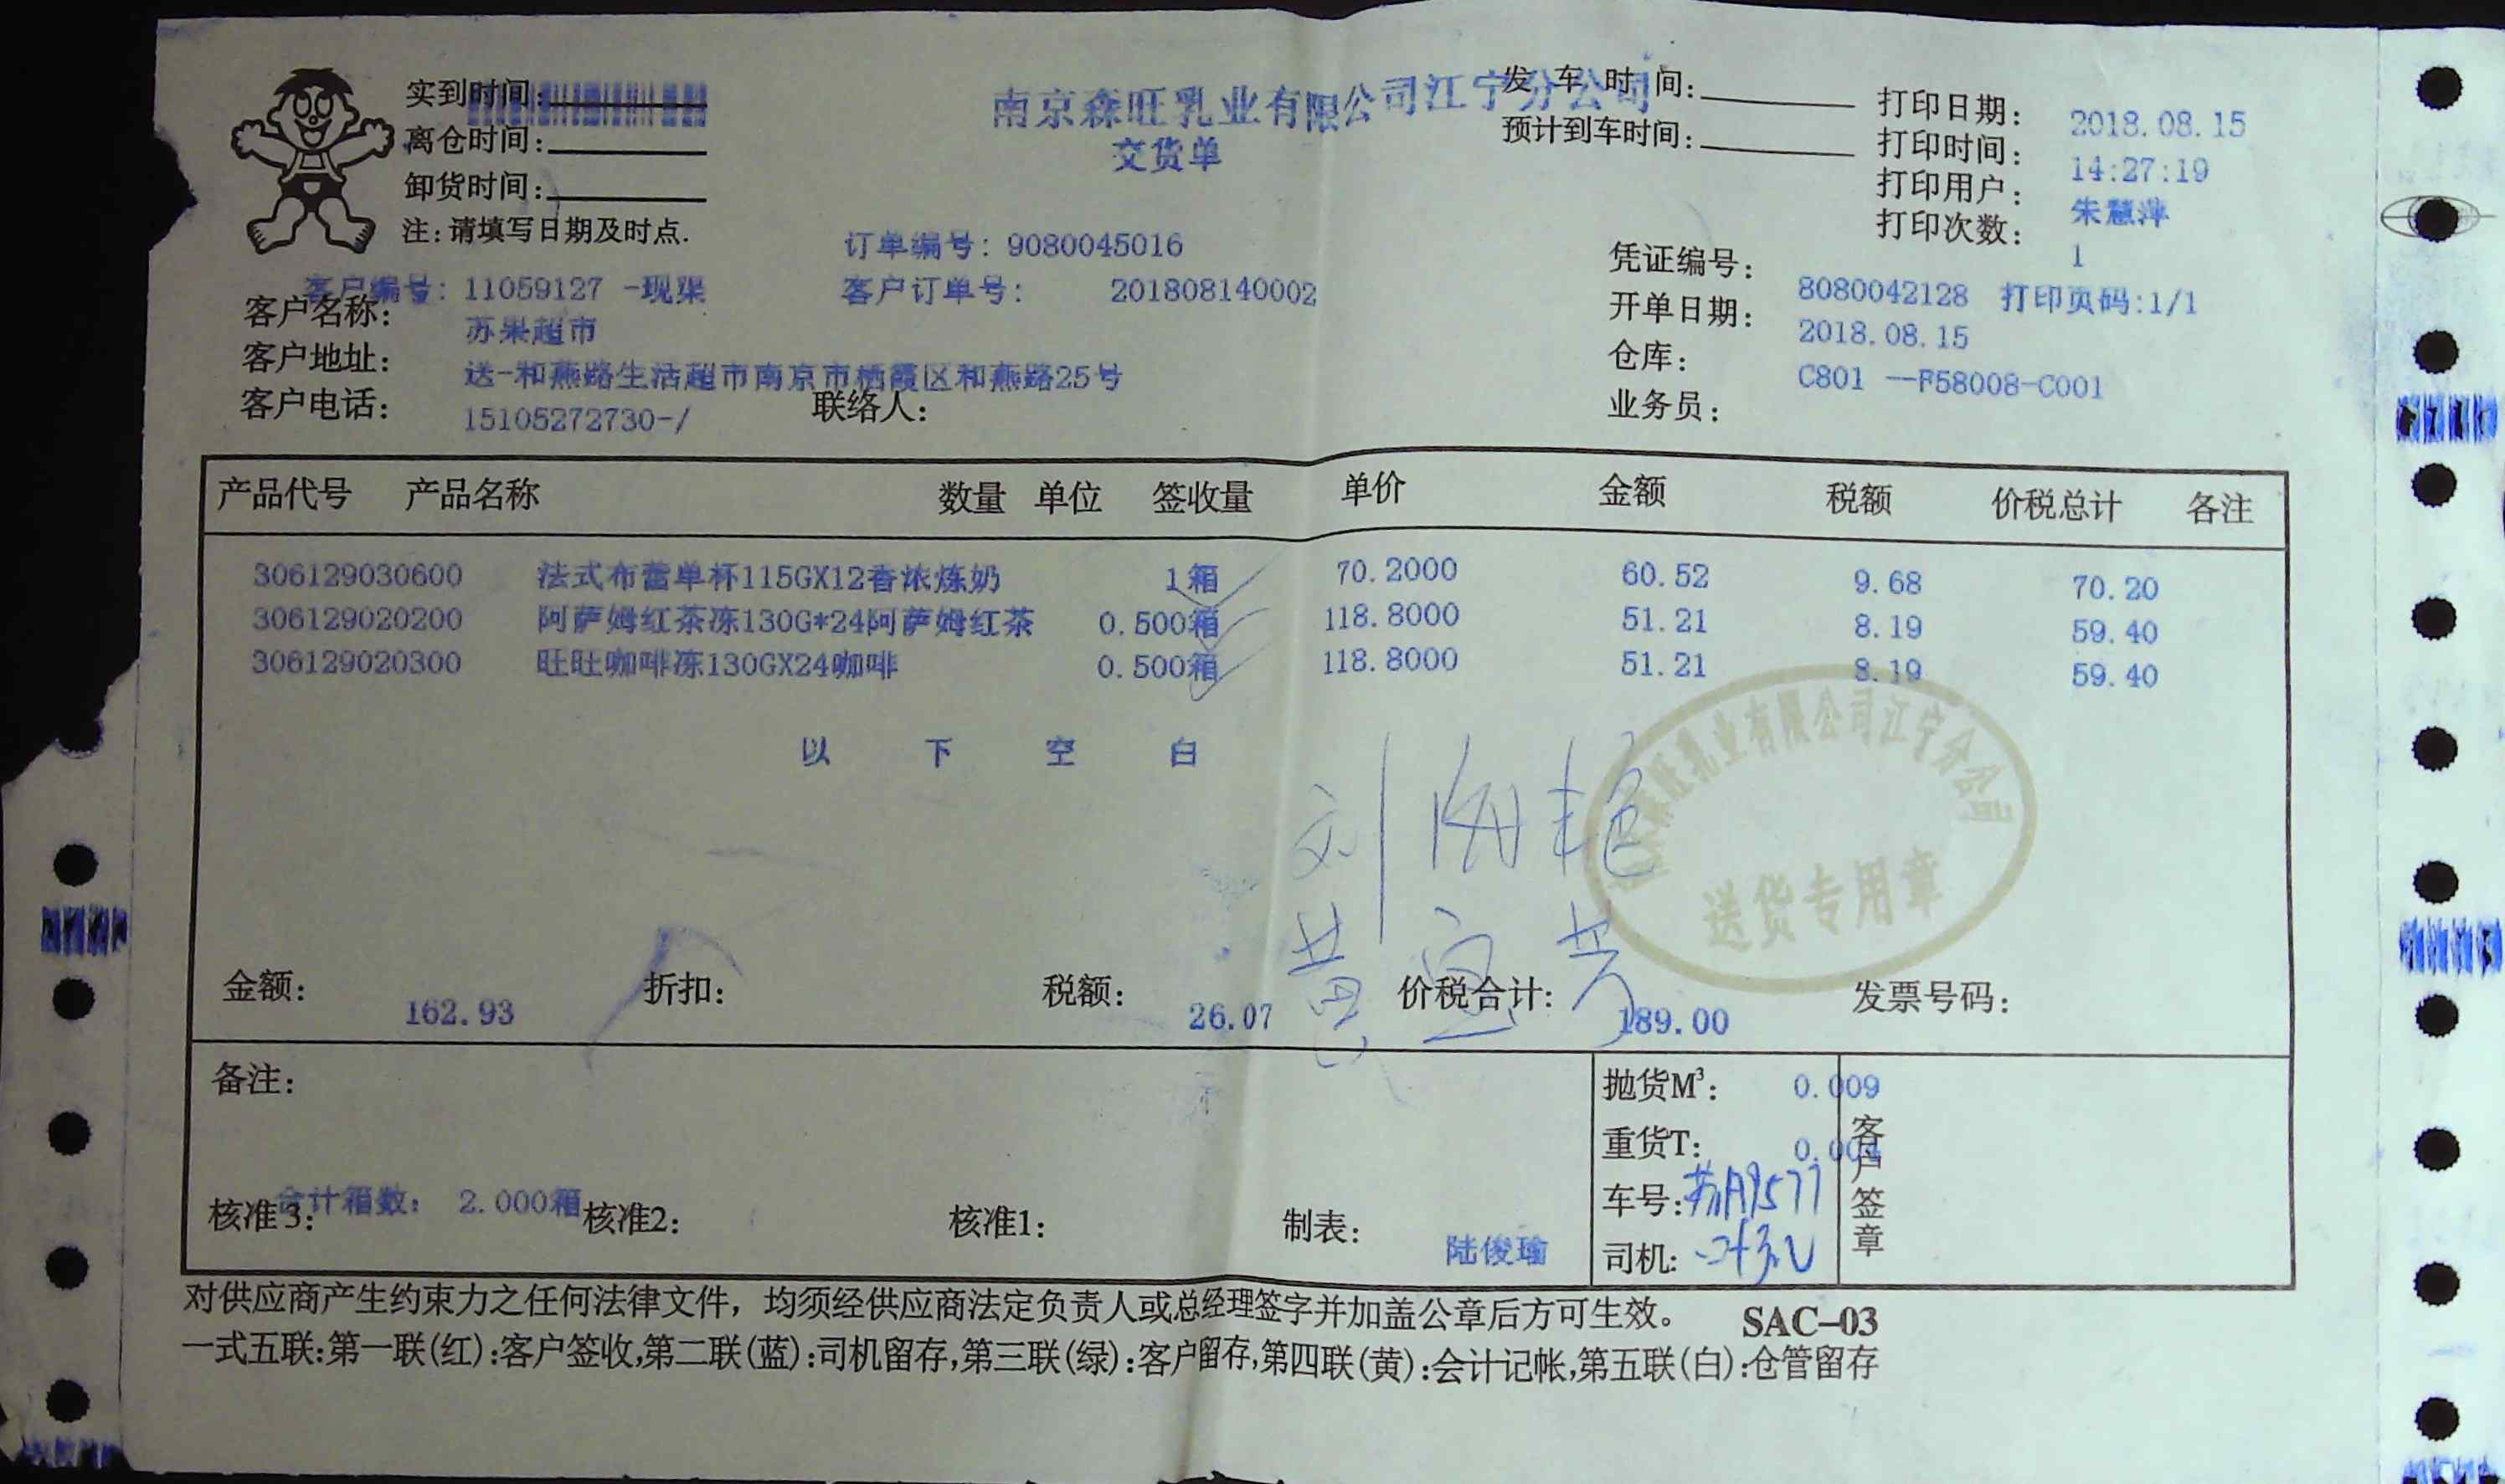 实到时间:
离仓时间:
卸货时间:
注:请填写日期及时点.
南京森旺乳业有限公司江宁分公司
交货单
发车时间:
预计到车时间:
打印日期: 2018.08.15
打印时间: 14:27:19
打印用户: 朱慧萍
打印次数: 1
订单编号: 9080045016
客户编号: 11059127 -现渠
客户订单号: 201808140002
客户名称: 苏果超市
客户地址: 送-和燕路生活超市南京市栖霞区和燕路25号
客户电话: 15105272730-/
联络人:
凭证编号: 8080042128 打印页码:1/1
开单日期: 2018.08.15
仓库: C801 —F58008-C001
业务员:
产品代号 产品名称 数量 单位 签收量 单价 金额 税额 价税总计 各注
306129030600 法式布蕾单杯115GX12香浓炼奶 1箱 70.2000 60.52 9.68 70.20
306129020200 阿萨姆红茶冻130G*24阿萨姆红茶 0.500箱 118.8000 51.21 8.19 59.40
306129020300 旺旺咖啡冻130GX24咖啡 0.500箱 118.8000 51.21 8.19 59.40
以下空白
森旺乳业有限公司江宁分公司
送货专用章
金额: 162.93 折扣: 税额: 26.07 价税合计: 189.00 发票号码:
备注:
抛货M³: 0.009
重货T:
车号:
司机:
客户签章
合计箱数: 2.000箱
核准3: 核准2: 核准1: 制表: 陆俊瑜
对供应商产生约束力之任何法律文件，均须经供应商法定负责人或总经理签字并加盖公章后方可生效。 SAC-03
一式五联:第一联(红):客户签收,第二联(蓝):司机留存,第三联(绿):客户留存,第四联(黄):会计记帐,第五联(白):仓管留存